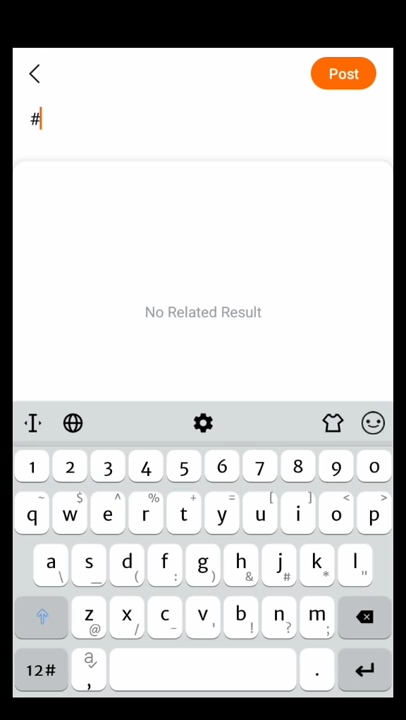 Post
#
No Related Result
1 2 3 4 5 6 7 8 9 0
~ $ ^ % + = [ ] < >
q w e r t y u i o p
a s d f g h j k l
\ _ ( : ) & # * "
z x c v b n m
@ / - ' ! ? ;
12# a , .